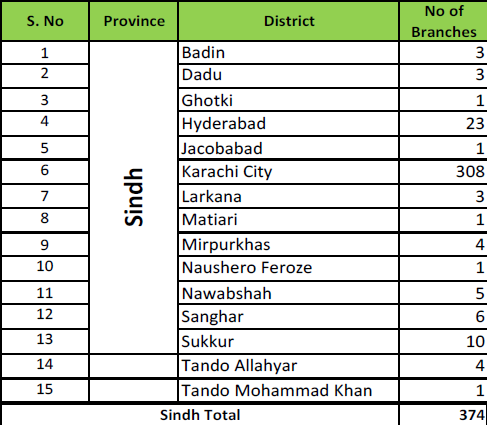 S. No Province District No of Branches
1 Sindh Badin 3
2 Dadu 3
3 Ghotki 1
4 Hyderabad 23
5 Jacobabad 1
6 Karachi City 308
7 Larkana 3
8 Matiari 1
9 Mirpurkhas 4
10 Naushero Feroze 1
11 Nawabshah 5
12 Sanghar 6
13 Sukkur 10
14 Tando Allahyar 4
15 Tando Mohammad Khan 1
Sindh Total 374